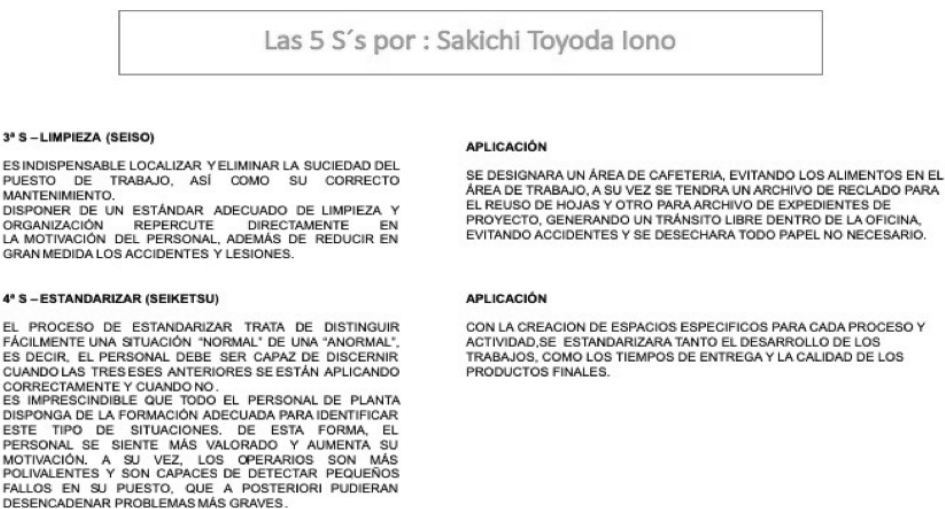 Las 5 S´s por : Sakichi Toyoda Iono
3ª S – LIMPIEZA (SEISO)
ES INDISPENSABLE LOCALIZAR Y ELIMINAR LA SUCIEDAD DEL
PUESTO DE TRABAJO, ASÍ COMO SU CORRECTO
MANTENIMIENTO.
DISPONER DE UN ESTÁNDAR ADECUADO DE LIMPIEZA Y
ORGANIZACIÓN REPERCUTE DIRECTAMENTE EN
LA MOTIVACIÓN DEL PERSONAL, ADEMÁS DE REDUCIR EN
GRAN MEDIDA LOS ACCIDENTES Y LESIONES.
APLICACIÓN
SE DESIGNARA UN ÁREA DE CAFETERIA, EVITANDO LOS ALIMENTOS EN EL
ÁREA DE TRABAJO, A SU VEZ SE TENDRA UN ARCHIVO DE RECLADO PARA
EL REUSO DE HOJAS Y OTRO PARA ARCHIVO DE EXPEDIENTES DE
PROYECTO, GENERANDO UN TRÁNSITO LIBRE DENTRO DE LA OFICINA,
EVITANDO ACCIDENTES Y SE DESECHARA TODO PAPEL NO NECESARIO.
4ª S – ESTANDARIZAR (SEIKETSU)
EL PROCESO DE ESTANDARIZAR TRATA DE DISTINGUIR
FÁCILMENTE UNA SITUACIÓN “NORMAL” DE UNA “ANORMAL”,
ES DECIR, EL PERSONAL DEBE SER CAPAZ DE DISCERNIR
CUANDO LAS TRES ESES ANTERIORES SE ESTÁN APLICANDO
CORRECTAMENTE Y CUANDO NO.
ES IMPRESCINDIBLE QUE TODO EL PERSONAL DE PLANTA
DISPONGA DE LA FORMACIÓN ADECUADA PARA IDENTIFICAR
ESTE TIPO DE SITUACIONES. DE ESTA FORMA, EL
PERSONAL SE SIENTE MÁS VALORADO Y AUMENTA SU
MOTIVACIÓN. A SU VEZ, LOS OPERARIOS SON MÁS
POLIVALENTES Y SON CAPACES DE DETECTAR PEQUEÑOS
FALLOS EN SU PUESTO, QUE A POSTERIORI PUDIERAN
DESENCADENAR PROBLEMAS MÁS GRAVES.
APLICACIÓN
CON LA CREACION DE ESPACIOS ESPECIFICOS PARA CADA PROCESO Y
ACTIVIDAD,SE ESTANDARIZARA TANTO EL DESARROLLO DE LOS
TRABAJOS, COMO LOS TIEMPOS DE ENTREGA Y LA CALIDAD DE LOS
PRODUCTOS FINALES.